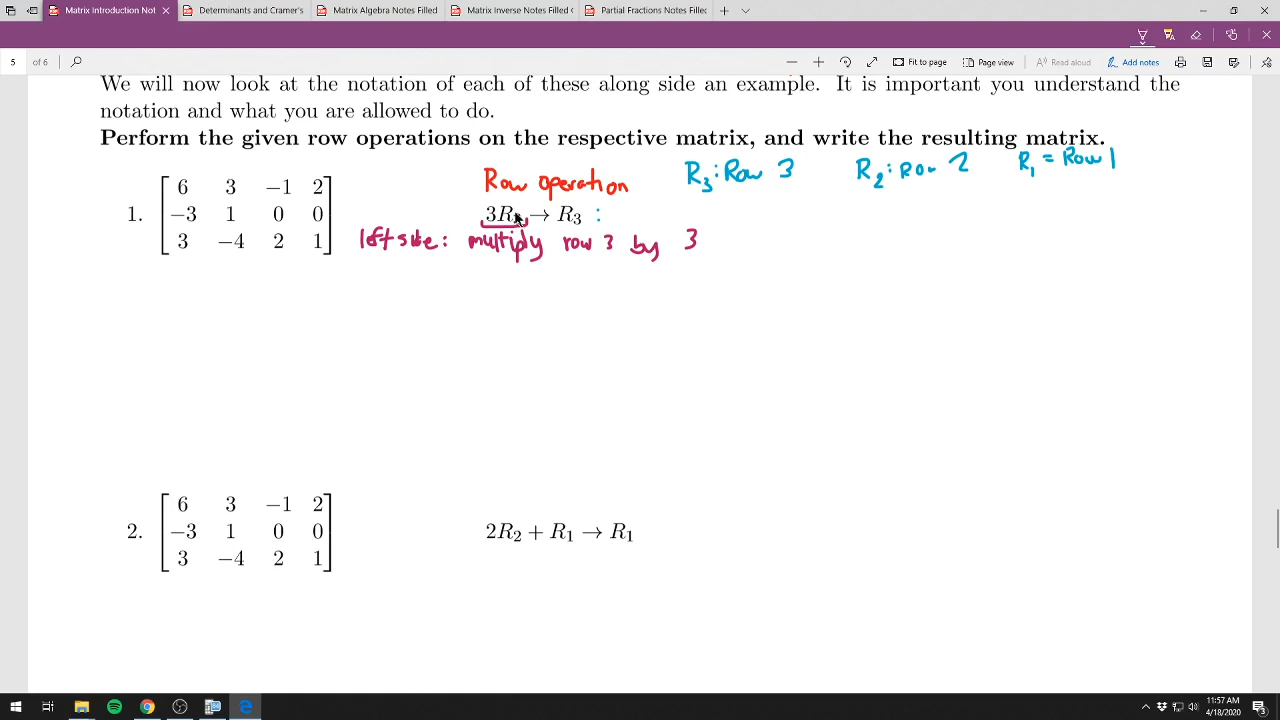 Matrix Introduction Not
Determinants and Cramer's
Matrix Algebra Notes Filled
Matrix Inverse Notes Filled
Partial Fractions Notes Filled
5 of 6
Fit to page
Page view
Read aloud
Add notes
We will now look at the notation of each of these along side an example. It is important you understand the
notation and what you are allowed to do.
Perform the given row operations on the respective matrix, and write the resulting matrix.
Row operation
R₃: Row 3
R₂: Row 2
R₁ = Row 1
1.
6 3 −1 2
−3 1 0 0
3 −4 2 1
3R → R₃ :
left side: multiply row 3 by 3
2.
6 3 −1 2
−3 1 0 0
3 −4 2 1
2R₂ + R₁ → R₁
11:57 AM
4/18/2020